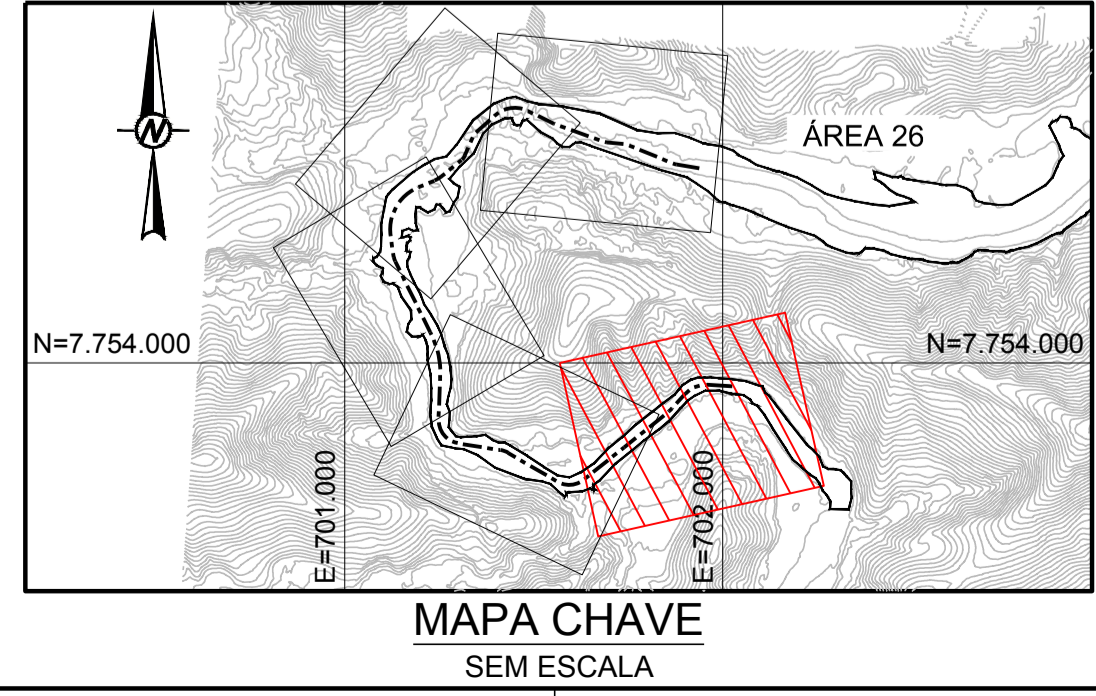 N
ÁREA 26
N=7.754.000
N=7.754.000
E=701.000
E=702.000
MAPA CHAVE
SEM ESCALA